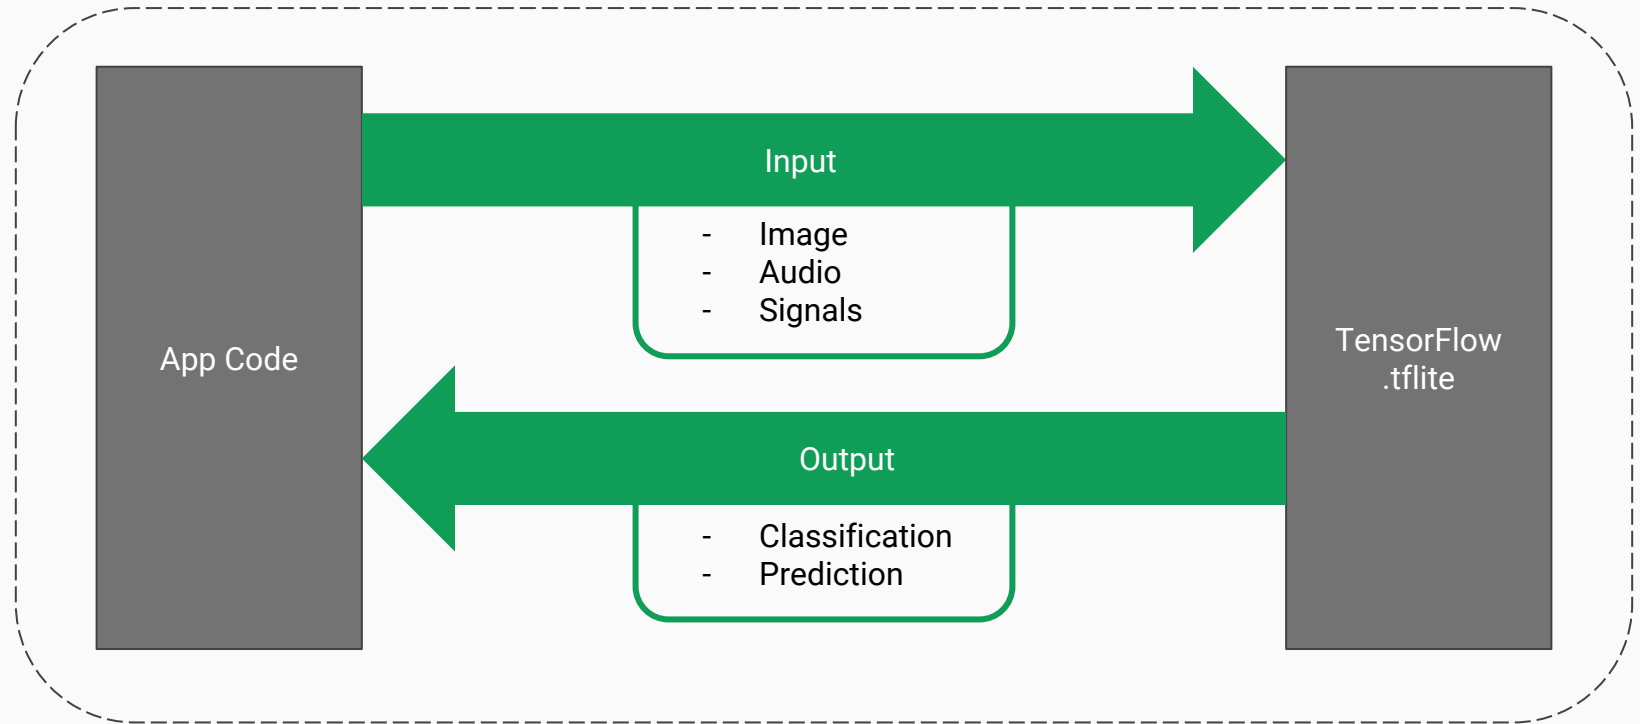 Input
- Image
- Audio
- Signals
App Code
TensorFlow
.tflite
Output
- Classification
- Prediction